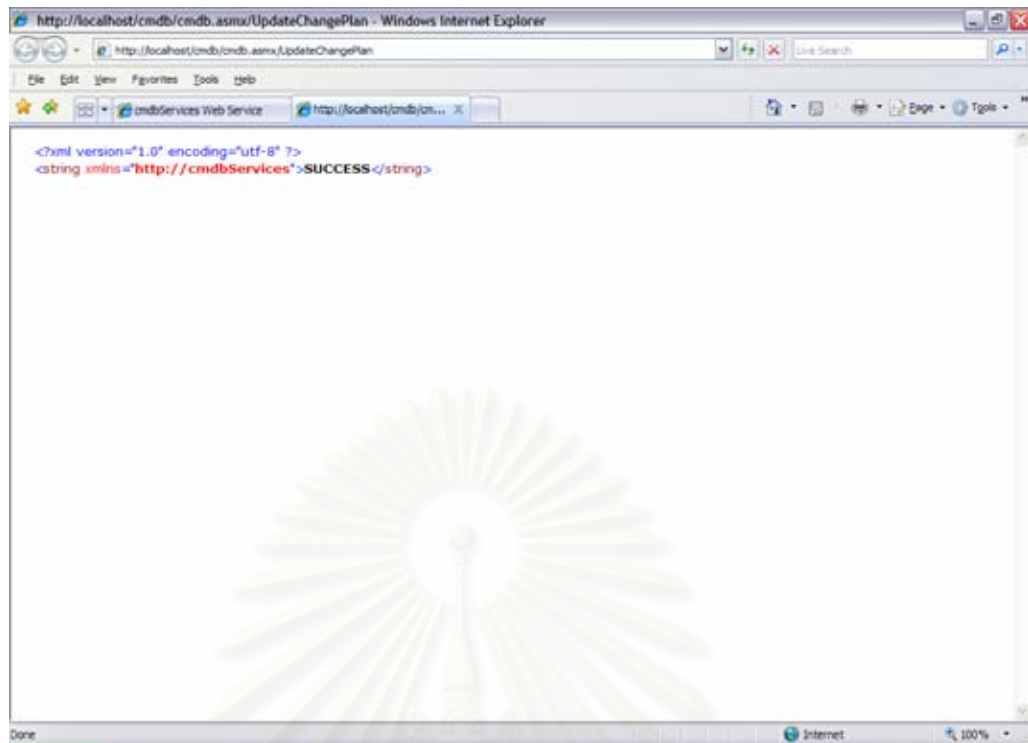 http://localhost/cmdb/cmdb.asmx/UpdateChangePlan - Windows Internet Explorer
http://localhost/cmdb/cmdb.asmx/UpdateChangePlan Live Search
File Edit View Favorites Tools Help
cmdbServices Web Service http://localhost/cmdb/cm... Page Tools
<?xml version="1.0" encoding="utf-8" ?>
<string xmlns="http://cmdbServices">SUCCESS</string>
Done Internet 100%